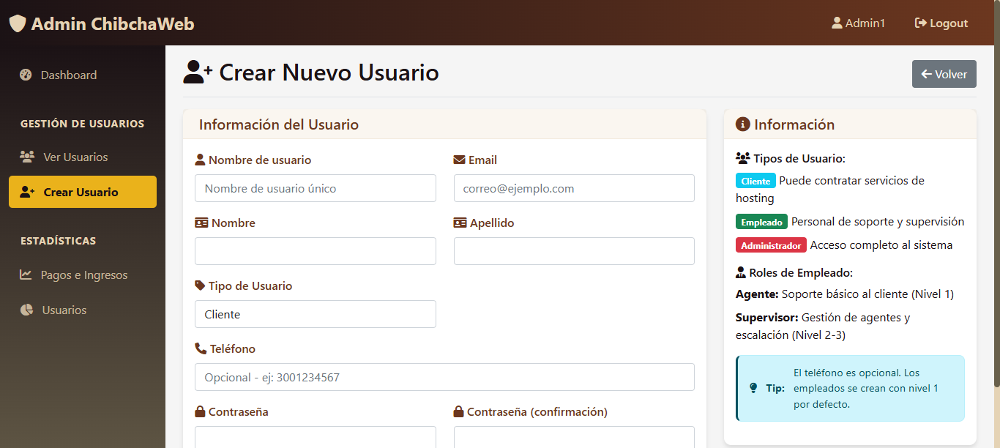 Admin ChibchaWeb
Admin1
Logout
Dashboard
GESTIÓN DE USUARIOS
Ver Usuarios
Crear Usuario
ESTADÍSTICAS
Pagos e Ingresos
Usuarios
Crear Nuevo Usuario
Volver
Información del Usuario
Nombre de usuario
Email
Nombre de usuario único
correo@ejemplo.com
Nombre
Apellido
Tipo de Usuario
Cliente
Teléfono
Opcional - ej: 3001234567
Contraseña
Contraseña (confirmación)
Información
Tipos de Usuario:
Cliente Puede contratar servicios de
hosting
Empleado Personal de soporte y supervisión
Administrador Acceso completo al sistema
Roles de Empleado:
Agente: Soporte básico al cliente (Nivel 1)
Supervisor: Gestión de agentes y
escalación (Nivel 2-3)
Tip:
El teléfono es opcional. Los
empleados se crean con nivel 1
por defecto.